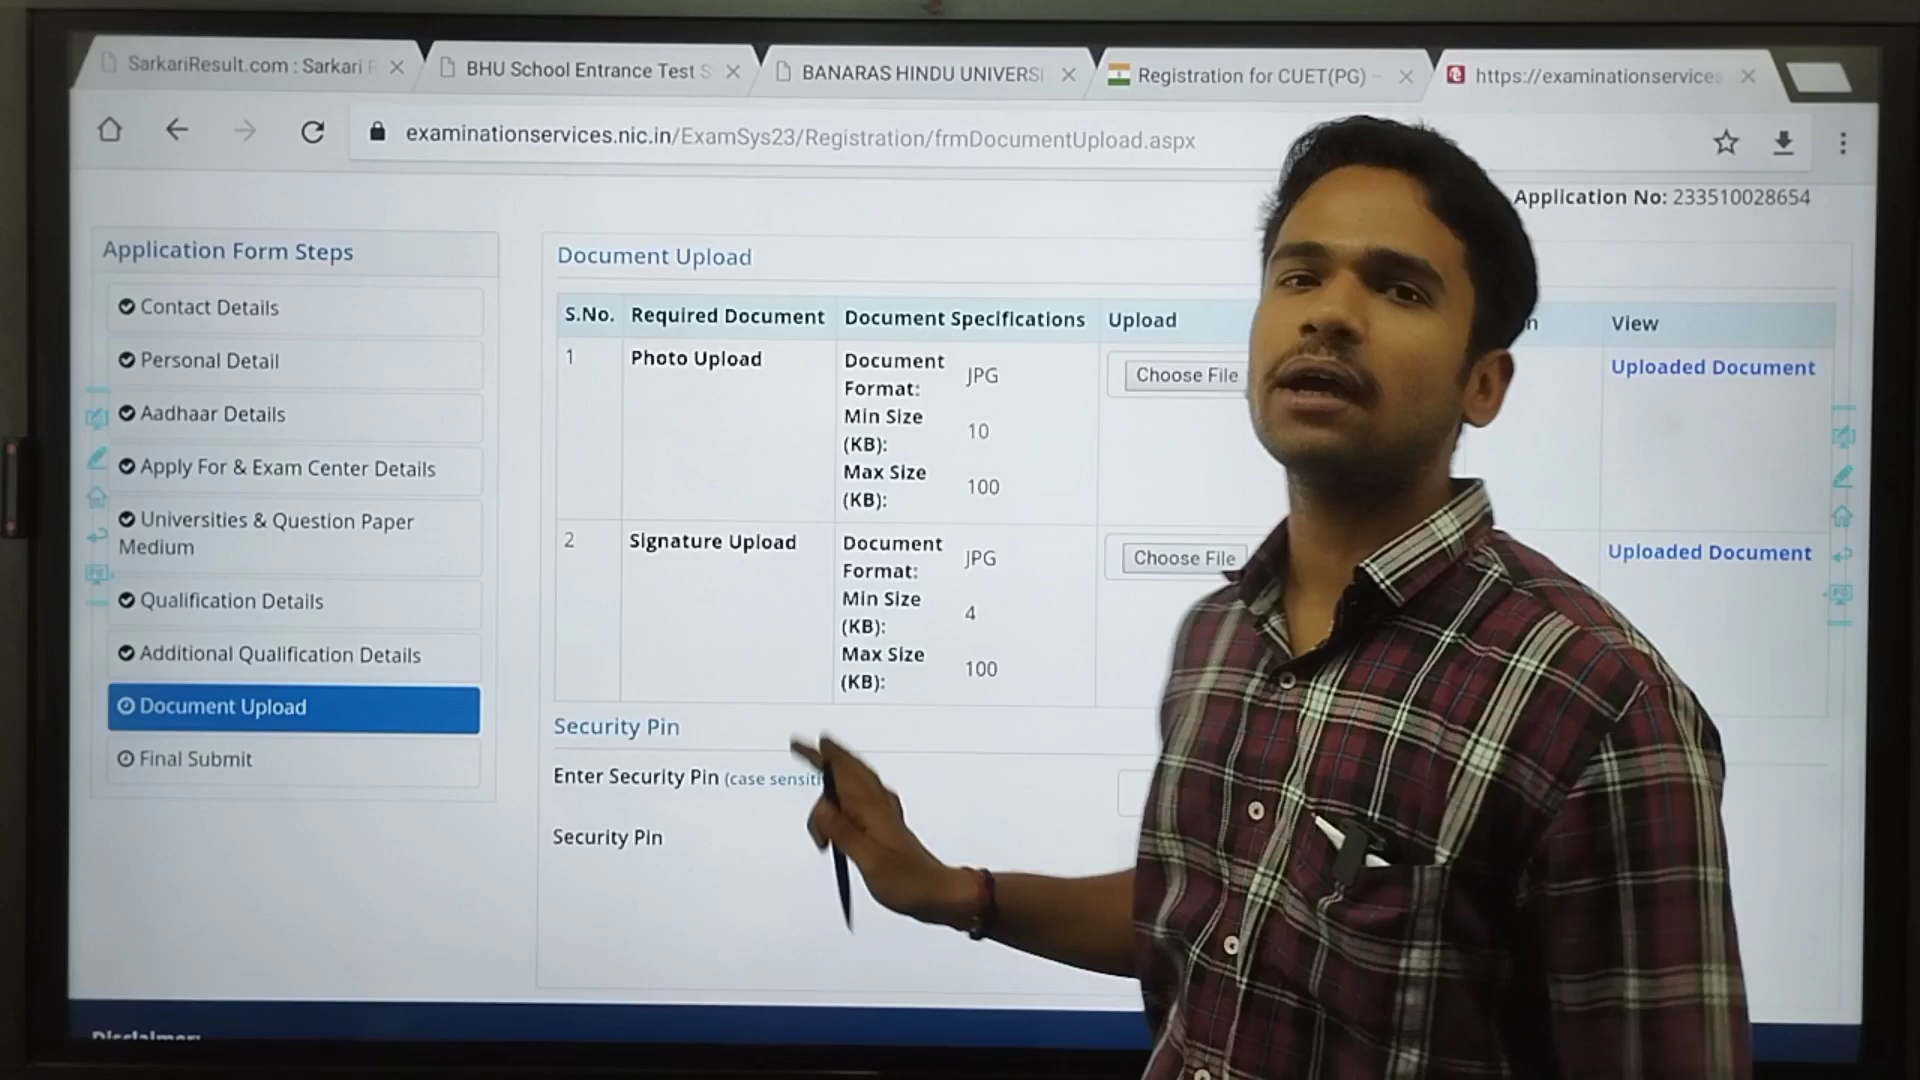 SarkariResult.com : Sarkari R
BHU School Entrance Test S
BANARAS HINDU UNIVERSI
Registration for CUET(PG) –
https://examinationservices
examinationservices.nic.in/ExamSys23/Registration/frmDocumentUpload.aspx
Application No: 233510028654
Application Form Steps
Contact Details
Personal Detail
Aadhaar Details
Apply For & Exam Center Details
Universities & Question Paper
Medium
Qualification Details
Additional Qualification Details
Document Upload
Final Submit
Document Upload
S.No. Required Document Document Specifications Upload n View
1 Photo Upload Document
Format: JPG
Min Size
(KB): 10
Max Size
(KB): 100
Choose File
Uploaded Document
2 Signature Upload Document
Format: JPG
Min Size
(KB): 4
Max Size
(KB): 100
Choose File
Uploaded Document
Security Pin
Enter Security Pin (case sensiti
Security Pin
Disclaimer: